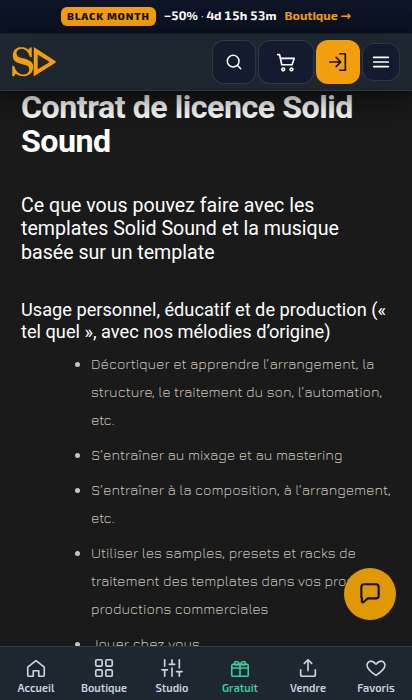 BLACK MONTH −50% · 4d 15h 53m Boutique →
Contrat de licence Solid
Sound
Ce que vous pouvez faire avec les
templates Solid Sound et la musique
basée sur un template
Usage personnel, éducatif et de production («
tel quel », avec nos mélodies d’origine)
Décortiquer et apprendre l’arrangement, la
structure, le traitement du son, l’automation,
etc.
S’entraîner au mixage et au mastering
S’entraîner à la composition, à l’arrangement,
etc.
Utiliser les samples, presets et racks de
traitement des templates dans vos
productions commerciales
Jouer chez vous
Accueil Boutique Studio Gratuit Vendre Favoris